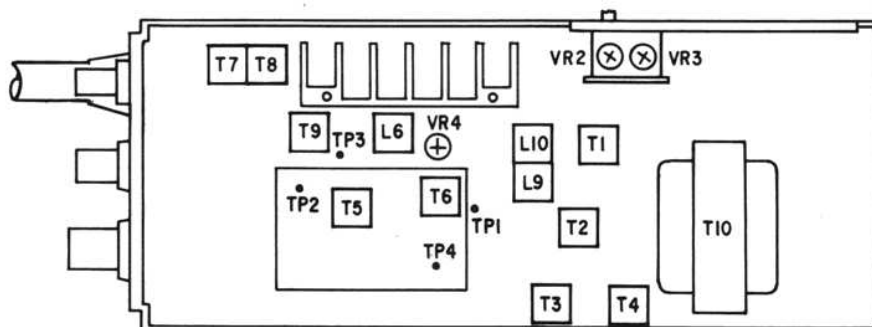 VR2 VR3
T7 T8
T9 TP3 L6 VR4 L10 T1
L9
TP2 T5 T6 TP1 T2 T10
TP4
T3 T4